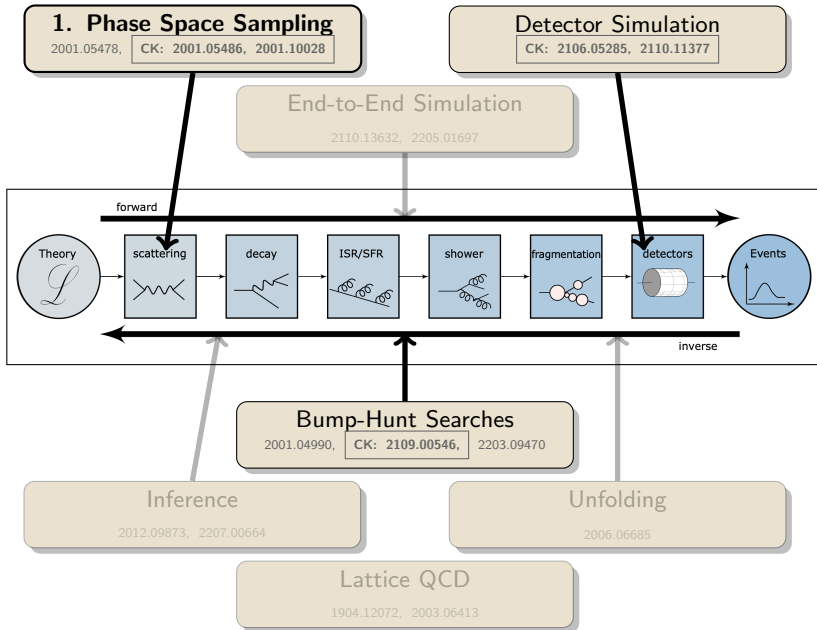 1. Phase Space Sampling
2001.05478, CK: 2001.05486, 2001.10028
Detector Simulation
CK: 2106.05285, 2110.11377
End-to-End Simulation
2110.13632, 2205.01697
forward
Theory
ℒ
scattering
decay
ISR/SFR
shower
fragmentation
detectors
Events
inverse
Bump-Hunt Searches
2001.04990, CK: 2109.00546, 2203.09470
Inference
2012.09873, 2207.00664
Unfolding
2006.06685
Lattice QCD
1904.12072, 2003.06413